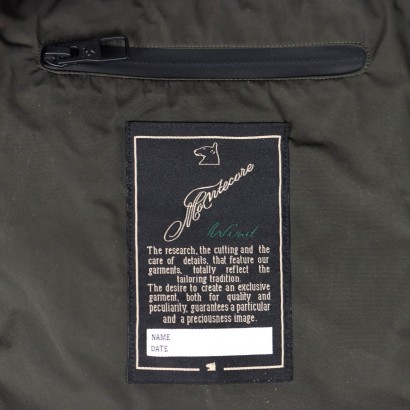 Montecore
The research, the cutting and the
care of details, that feature our
garments, totally reflect the
tailoring tradition.
The desire to create an exclusive
garment, both for quality and
peculiarity, guarantees a particular
and a preciousness image.
NAME
DATE